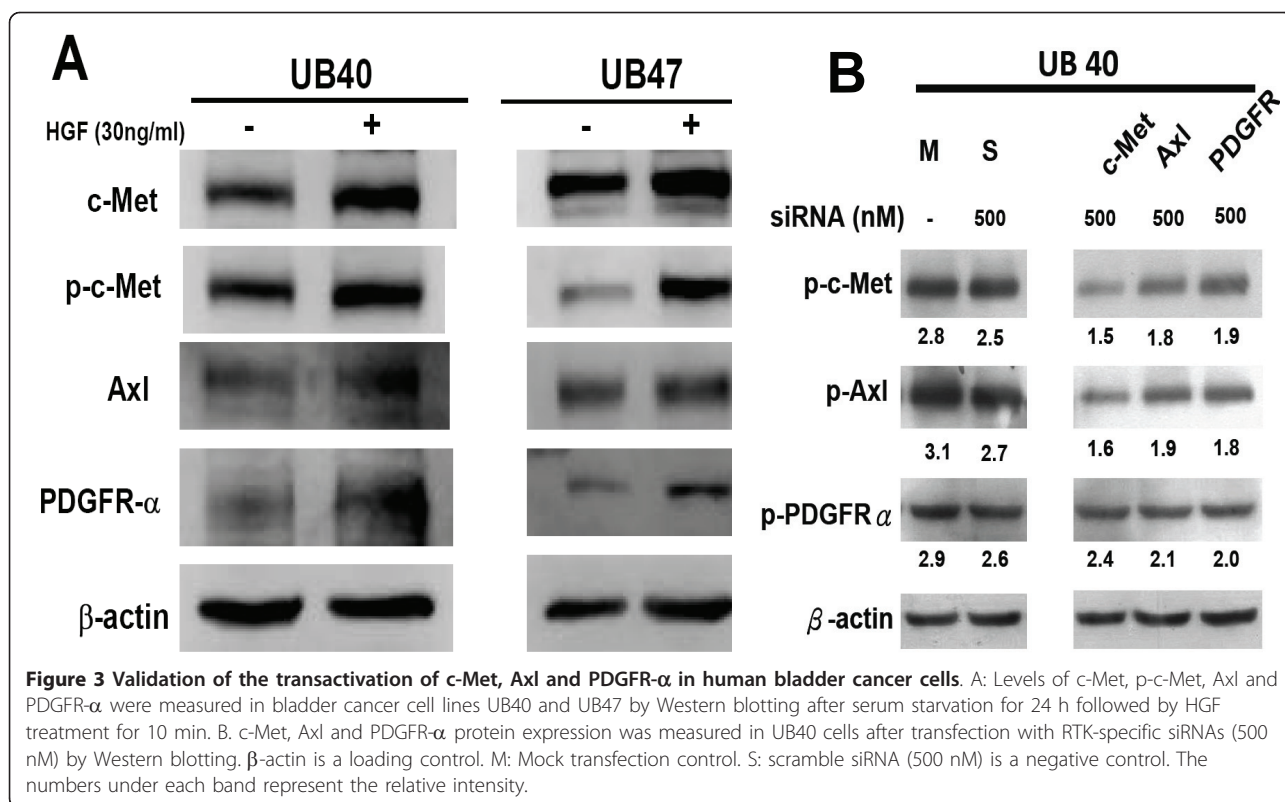 A
UB40 UB47
HGF (30ng/ml) - + - +
c-Met
p-c-Met
Axl
PDGFR-α
β-actin
B
UB 40
M S c-Met Axl PDGFR
siRNA (nM) - 500 500 500 500
p-c-Met
2.8 2.5 1.5 1.8 1.9
p-Axl
3.1 2.7 1.6 1.9 1.8
p-PDGFR α
2.9 2.6 2.4 2.1 2.0
β-actin
Figure 3 Validation of the transactivation of c-Met, Axl and PDGFR-α in human bladder cancer cells. A: Levels of c-Met, p-c-Met, Axl and
PDGFR-α were measured in bladder cancer cell lines UB40 and UB47 by Western blotting after serum starvation for 24 h followed by HGF
treatment for 10 min. B. c-Met, Axl and PDGFR-α protein expression was measured in UB40 cells after transfection with RTK-specific siRNAs (500
nM) by Western blotting. β-actin is a loading control. M: Mock transfection control. S: scramble siRNA (500 nM) is a negative control. The
numbers under each band represent the relative intensity.